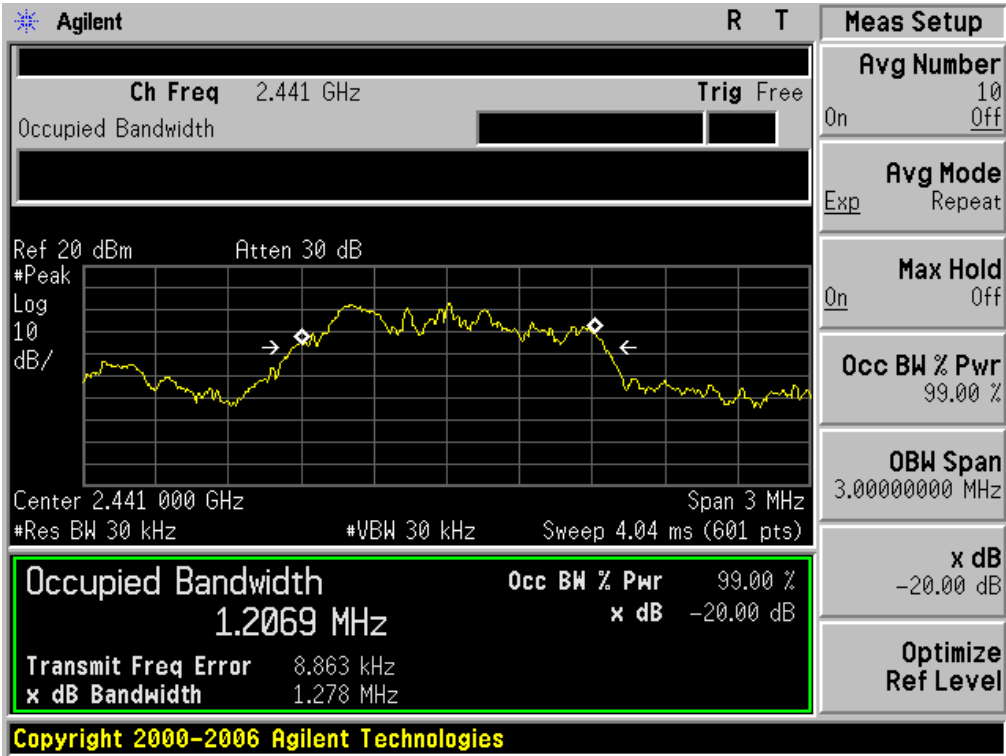 Agilent R T
Ch Freq 2.441 GHz Trig Free
Occupied Bandwidth
Ref 20 dBm Atten 30 dB
#Peak
Log
10
dB/
Center 2.441 000 GHz Span 3 MHz
#Res BW 30 kHz #VBW 30 kHz Sweep 4.04 ms (601 pts)
Occupied Bandwidth Occ BW % Pwr 99.00 %
1.2069 MHz x dB -20.00 dB
Transmit Freq Error 8.863 kHz
x dB Bandwidth 1.278 MHz
Copyright 2000-2006 Agilent Technologies
Meas Setup
Avg Number
10
On Off
Avg Mode
Exp Repeat
Max Hold
On Off
Occ BW % Pwr
99.00 %
OBW Span
3.00000000 MHz
x dB
-20.00 dB
Optimize
Ref Level